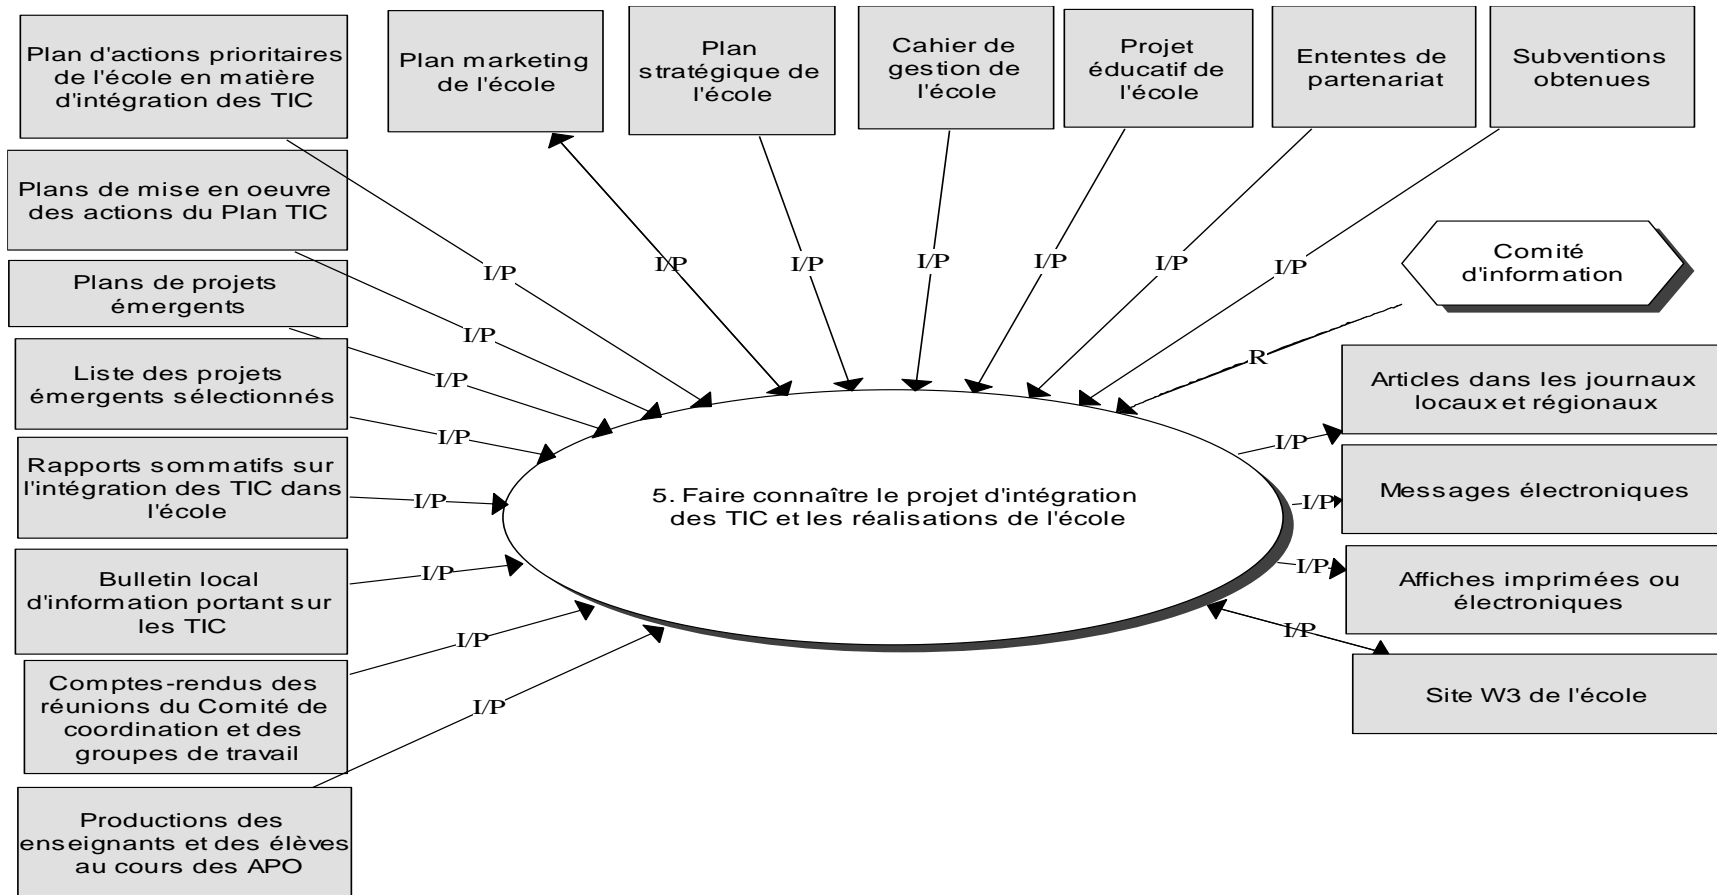 Plan d'actions prioritaires
de l'école en matière
d'intégration des TIC
Plan marketing
de l'école
Plan
stratégique de
l'école
Cahier de
gestion de
l'école
Projet
éducatif de
l'école
Ententes de
partenariat
Subventions
obtenues
Plans de mise en oeuvre
des actions du Plan TIC
Plans de projets
émergents
Liste des projets
émergents sélectionnés
Rapports sommatifs sur
l'intégration des TIC dans
l'école
Bulletin local
d'information portant sur
les TIC
Comptes-rendus des
réunions du Comité de
coordination et des
groupes de travail
Productions des
enseignants et des élèves
au cours des APO
I/P
I/P
I/P
I/P
I/P
I/P
I/P
I/P
I/P
I/P
I/P
I/P
I/P
I/P
R
Comité
d'information
5. Faire connaître le projet d'intégration
des TIC et les réalisations de l'école
I/P
I/P
I/P
I/P
Articles dans les journaux
locaux et régionaux
Messages électroniques
Affiches imprimées ou
électroniques
Site W3 de l'école